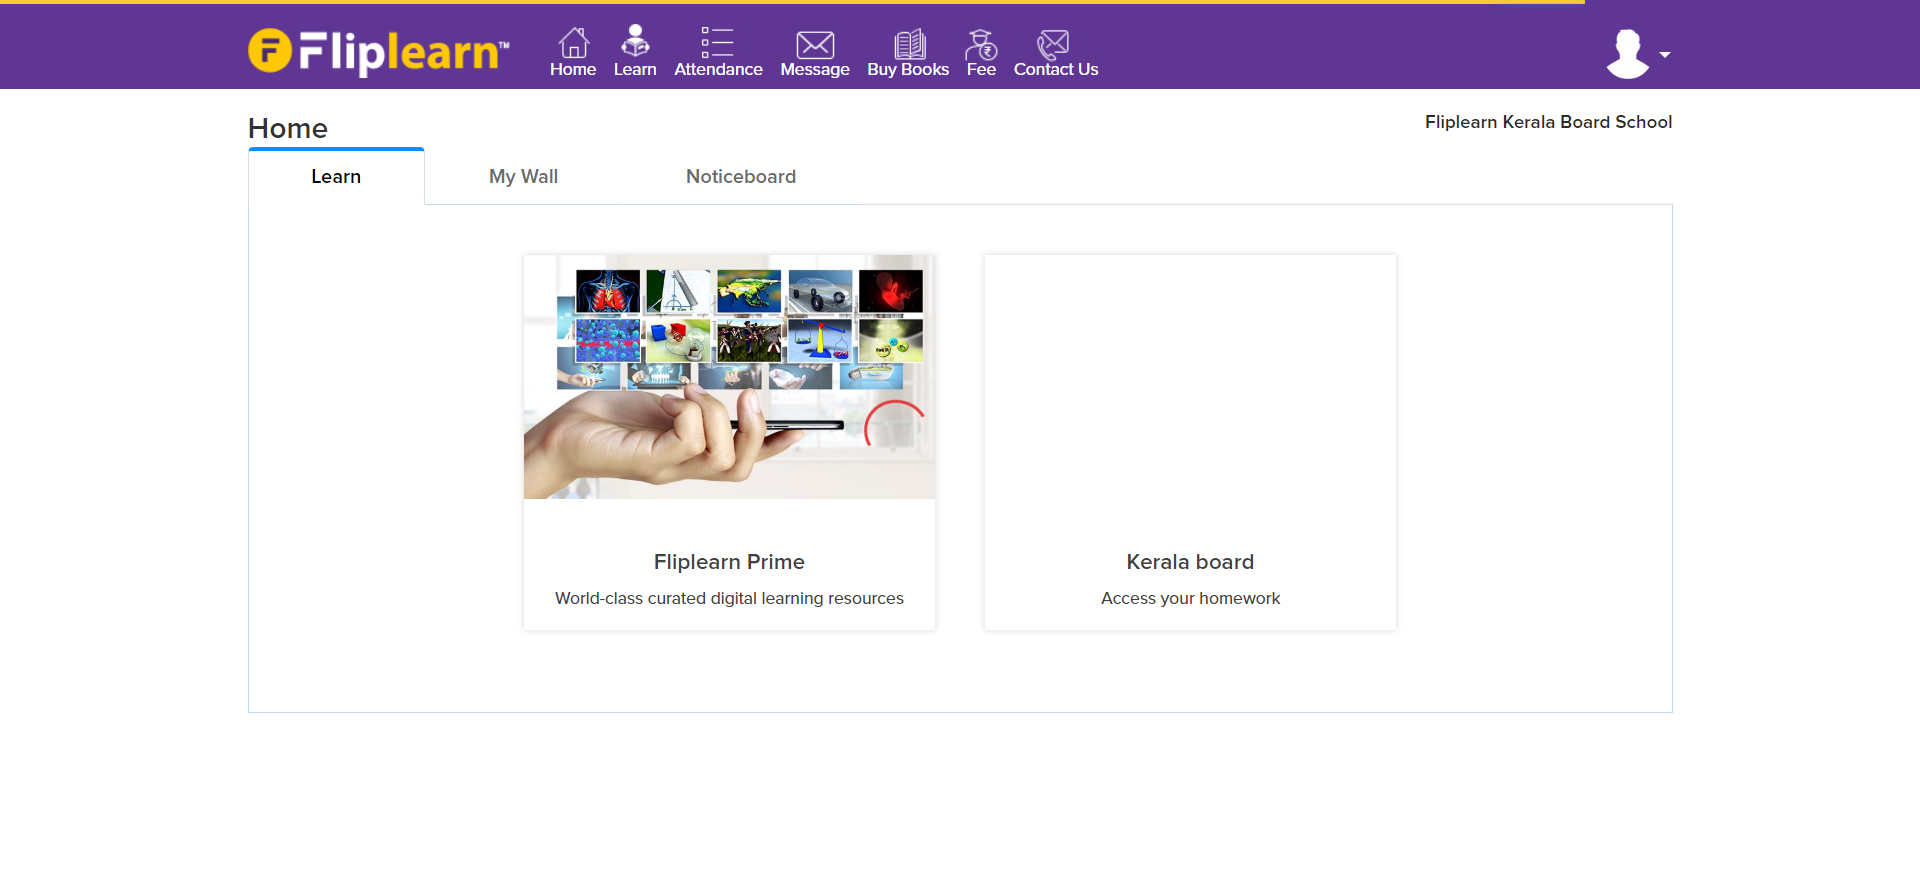 Fliplearn™
Home Learn Attendance Message Buy Books Fee Contact Us
Home
Fliplearn Kerala Board School
Learn My Wall Noticeboard
Fliplearn Prime
World-class curated digital learning resources
Kerala board
Access your homework